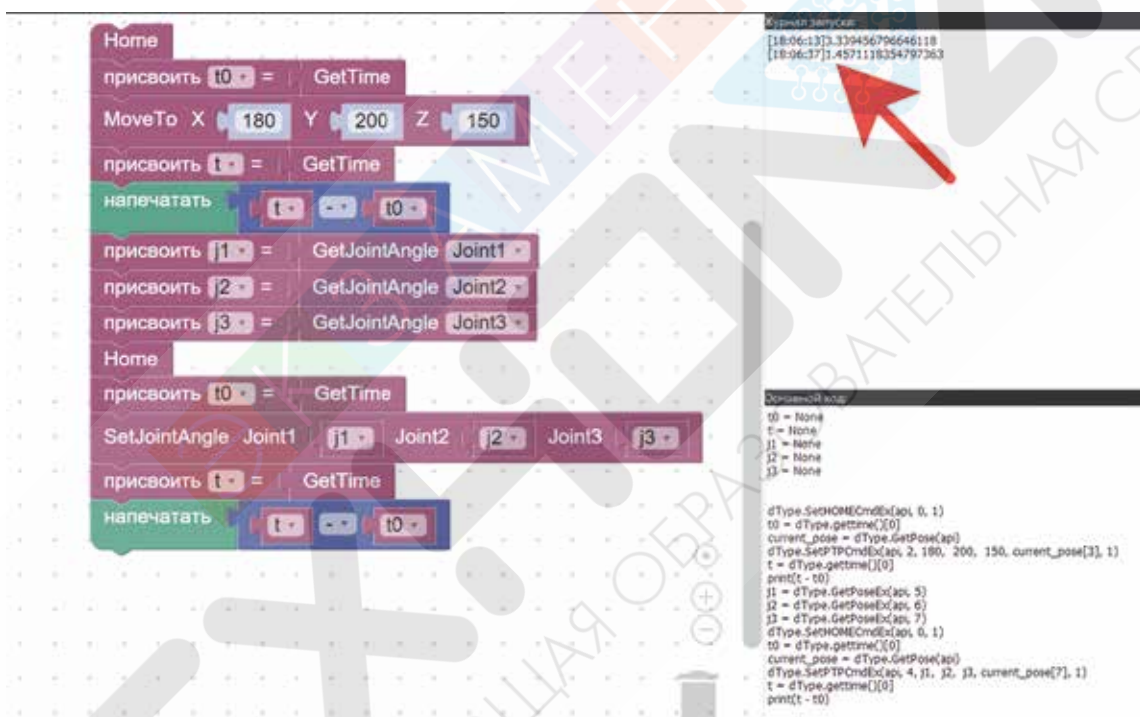 Home
присвоить t0 = GetTime
MoveTo X 180 Y 200 Z 150
присвоить t = GetTime
напечатать t - t0
присвоить j1 = GetJointAngle Joint1
присвоить j2 = GetJointAngle Joint2
присвоить j3 = GetJointAngle Joint3
Home
присвоить t0 = GetTime
SetJointAngle Joint1 j1 Joint2 j2 Joint3 j3
присвоить t = GetTime
напечатать t - t0
Журнал запуска:
[18:06:13]3.339456796646118
[18:06:37]1.4571118354797363
Основной код:
t0 = None
t = None
j1 = None
j2 = None
j3 = None
dType.SetHOMECmdEx(api, 0, 1)
t0 = dType.gettime()[0]
current_pose = dType.GetPose(api)
dType.SetPTPCmdEx(api, 2, 180, 200, 150, current_pose[3], 1)
t = dType.gettime()[0]
print(t - t0)
j1 = dType.GetPoseEx(api, 5)
j2 = dType.GetPoseEx(api, 6)
j3 = dType.GetPoseEx(api, 7)
dType.SetHOMECmdEx(api, 0, 1)
t0 = dType.gettime()[0]
current_pose = dType.GetPose(api)
dType.SetPTPCmdEx(api, 4, j1, j2, j3, current_pose[7], 1)
t = dType.gettime()[0]
print(t - t0)